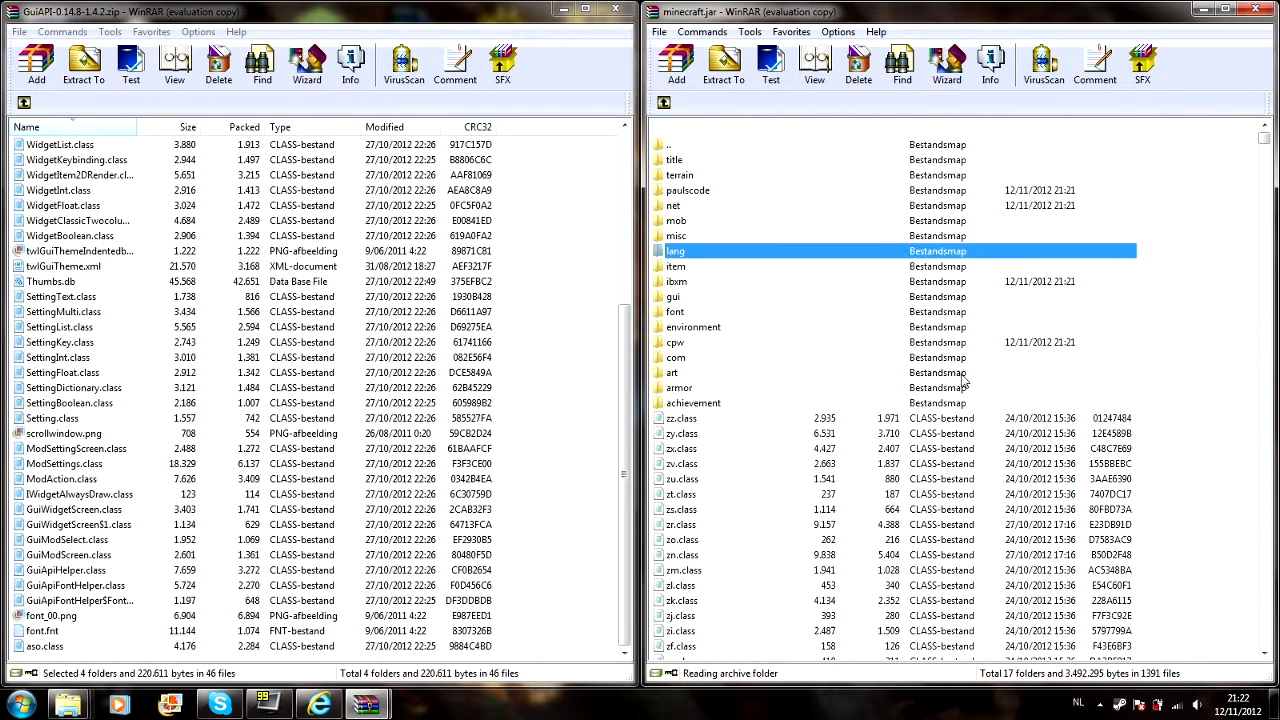 GuiAPI-0.14.8-1.4.2.zip - WinRAR (evaluation copy)
File Commands Tools Favorites Options Help
Add Extract To Test View Delete Find Wizard Info VirusScan Comment SFX
Name Size Packed Type Modified CRC32
WidgetList.class 3.880 1.913 CLASS-bestand 27/10/2012 22:26 917C157D
WidgetKeybinding.class 2.944 1.497 CLASS-bestand 27/10/2012 22:25 B8806C6C
WidgetItem2DRender.cl... 5.651 3.215 CLASS-bestand 27/10/2012 22:26 AAF81069
WidgetInt.class 2.916 1.413 CLASS-bestand 27/10/2012 22:26 AEA8C8A9
WidgetFloat.class 3.024 1.472 CLASS-bestand 27/10/2012 22:26 0FC5F0A2
WidgetClassicTwocolu... 4.684 2.489 CLASS-bestand 27/10/2012 22:26 E00841ED
WidgetBoolean.class 3.230 1.569 CLASS-bestand 27/10/2012 22:26 619A0FA2
twlGuiThemeIndentedb... 1.222 1.222 PNG-afbeelding 9/06/2011 4:22 89871C81
twlGuiTheme.xml 21.570 3.168 XML-document 31/08/2012 18:27 AEF3217F
Thumbs.db 45.568 42.651 Data Base File 2/09/2012 22:49 375EFBC2
SettingText.class 1.738 816 CLASS-bestand 27/10/2012 22:26 1930B428
SettingMulti.class 3.434 1.566 CLASS-bestand 27/10/2012 22:26 D6611A37
SettingList.class 5.565 2.594 CLASS-bestand 27/10/2012 22:26 D69275EA
SettingKey.class 2.743 1.249 CLASS-bestand 27/10/2012 22:26 61741166
SettingInt.class 3.010 1.381 CLASS-bestand 27/10/2012 22:26 082E56F4
SettingFloat.class 2.912 1.342 CLASS-bestand 27/10/2012 22:26 DCE5849A
SettingDictionary.class 3.121 1.484 CLASS-bestand 27/10/2012 22:26 62B45229
SettingBoolean.class 2.186 1.007 CLASS-bestand 27/10/2012 22:25 605989D1
Setting.class 1.557 742 CLASS-bestand 27/10/2012 22:26 585527FA
scrollwindow.png 708 554 PNG-afbeelding 26/08/2011 0:20 59CB2D24
ModSettingScreen.class 2.488 1.272 CLASS-bestand 27/10/2012 22:26 61BAAFCF
ModSettings.class 18.329 6.137 CLASS-bestand 27/10/2012 22:26 F3F3CE00
ModAction.class 7.626 3.409 CLASS-bestand 27/10/2012 22:26 0342B4EA
IWidgetAlwaysDraw.class 123 114 CLASS-bestand 27/10/2012 22:26 6C30759D
GuiWidgetScreen.class 3.403 1.741 CLASS-bestand 27/10/2012 22:26 2CAB32F3
GuiWidgetScreen$1.class 1.134 629 CLASS-bestand 27/10/2012 22:26 64713FCA
GuiModSelect.class 1.952 1.069 CLASS-bestand 27/10/2012 22:26 EF2930B5
GuiModScreen.class 2.601 1.361 CLASS-bestand 27/10/2012 22:26 80480F5D
GuiApiHelper.class 7.659 3.272 CLASS-bestand 27/10/2012 22:26 CF0B2654
GuiApiFontHelper.class 5.724 2.270 CLASS-bestand 27/10/2012 22:26 F0D456C6
GuiApiFontHelper$Font... 1.197 648 CLASS-bestand 27/10/2012 22:25 DF3DDBDB
font_00.png 6.904 6.894 PNG-afbeelding 9/06/2011 4:22 E987EED1
font.fnt 11.144 1.074 FNT-bestand 9/06/2011 4:22 8307326B
aso.class 4.176 2.284 CLASS-bestand 27/10/2012 22:26 9884C4BD
Selected 4 folders and 220.611 bytes in 46 files Total 4 folders and 220.611 bytes in 46 files
minecraft.jar - WinRAR (evaluation copy)
File Commands Tools Favorites Options Help
Add Extract To Test View Delete Find Wizard Info VirusScan Comment SFX
.. Bestandsmap
title Bestandsmap
terrain Bestandsmap
paulscode Bestandsmap 12/11/2012 21:21
net Bestandsmap 12/11/2012 21:21
mob Bestandsmap
misc Bestandsmap
lang Bestandsmap
item Bestandsmap
ibxm Bestandsmap 12/11/2012 21:21
gui Bestandsmap
font Bestandsmap
environment Bestandsmap
cpw Bestandsmap 12/11/2012 21:21
com Bestandsmap
art Bestandsmap
armor Bestandsmap
achievement Bestandsmap
zz.class 2.935 1.971 CLASS-bestand 24/10/2012 15:36 01247484
zy.class 6.531 3.710 CLASS-bestand 24/10/2012 15:36 12E4589B
zx.class 4.427 2.407 CLASS-bestand 24/10/2012 15:36 C48C7E69
zv.class 2.663 1.837 CLASS-bestand 24/10/2012 15:36 155BBEBC
zu.class 1.541 880 CLASS-bestand 24/10/2012 15:36 3AAE6390
zt.class 237 187 CLASS-bestand 24/10/2012 15:36 7407DC17
zs.class 1.114 664 CLASS-bestand 24/10/2012 15:36 80FBD73A
zr.class 9.157 4.388 CLASS-bestand 27/10/2012 17:16 E23DB91D
zo.class 262 216 CLASS-bestand 24/10/2012 15:36 D7583AC9
zn.class 9.838 5.404 CLASS-bestand 27/10/2012 17:16 B50D2F48
zm.class 1.941 1.028 CLASS-bestand 24/10/2012 15:36 AC5348BA
zl.class 453 340 CLASS-bestand 24/10/2012 15:36 E54C60F1
zk.class 4.134 2.352 CLASS-bestand 24/10/2012 15:36 228A6115
zj.class 393 280 CLASS-bestand 24/10/2012 15:36 F7F3C92E
zi.class 2.487 1.509 CLASS-bestand 24/10/2012 15:36 5797799A
zf.class 158 126 CLASS-bestand 24/10/2012 15:36 F43E6BF3
Reading archive folder Total 17 folders and 3.492.295 bytes in 1391 files
99 NL 21:22
12/11/2012